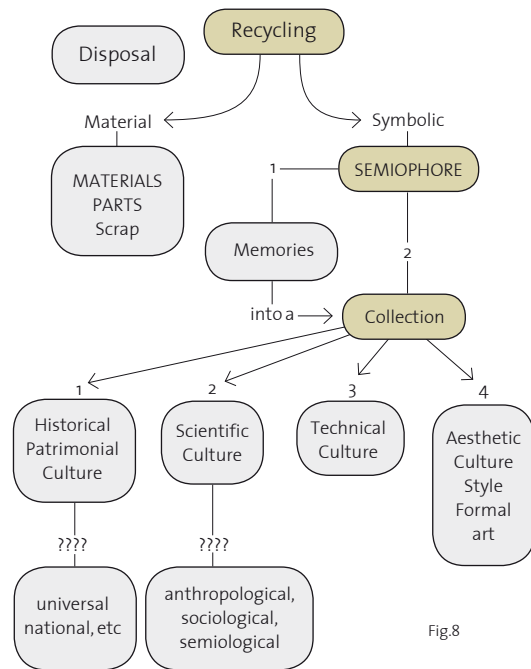 Recycling
Disposal
Material
Symbolic
MATERIALS
PARTS
Scrap
1
SEMIOPHORE
Memories
2
into a
Collection
1
2
3
4
Historical
Patrimonial
Culture
Scientific
Culture
Technical
Culture
Aesthetic
Culture
Style
Formal
art
????
????
universal
national, etc
anthropological,
sociological,
semiological
Fig.8